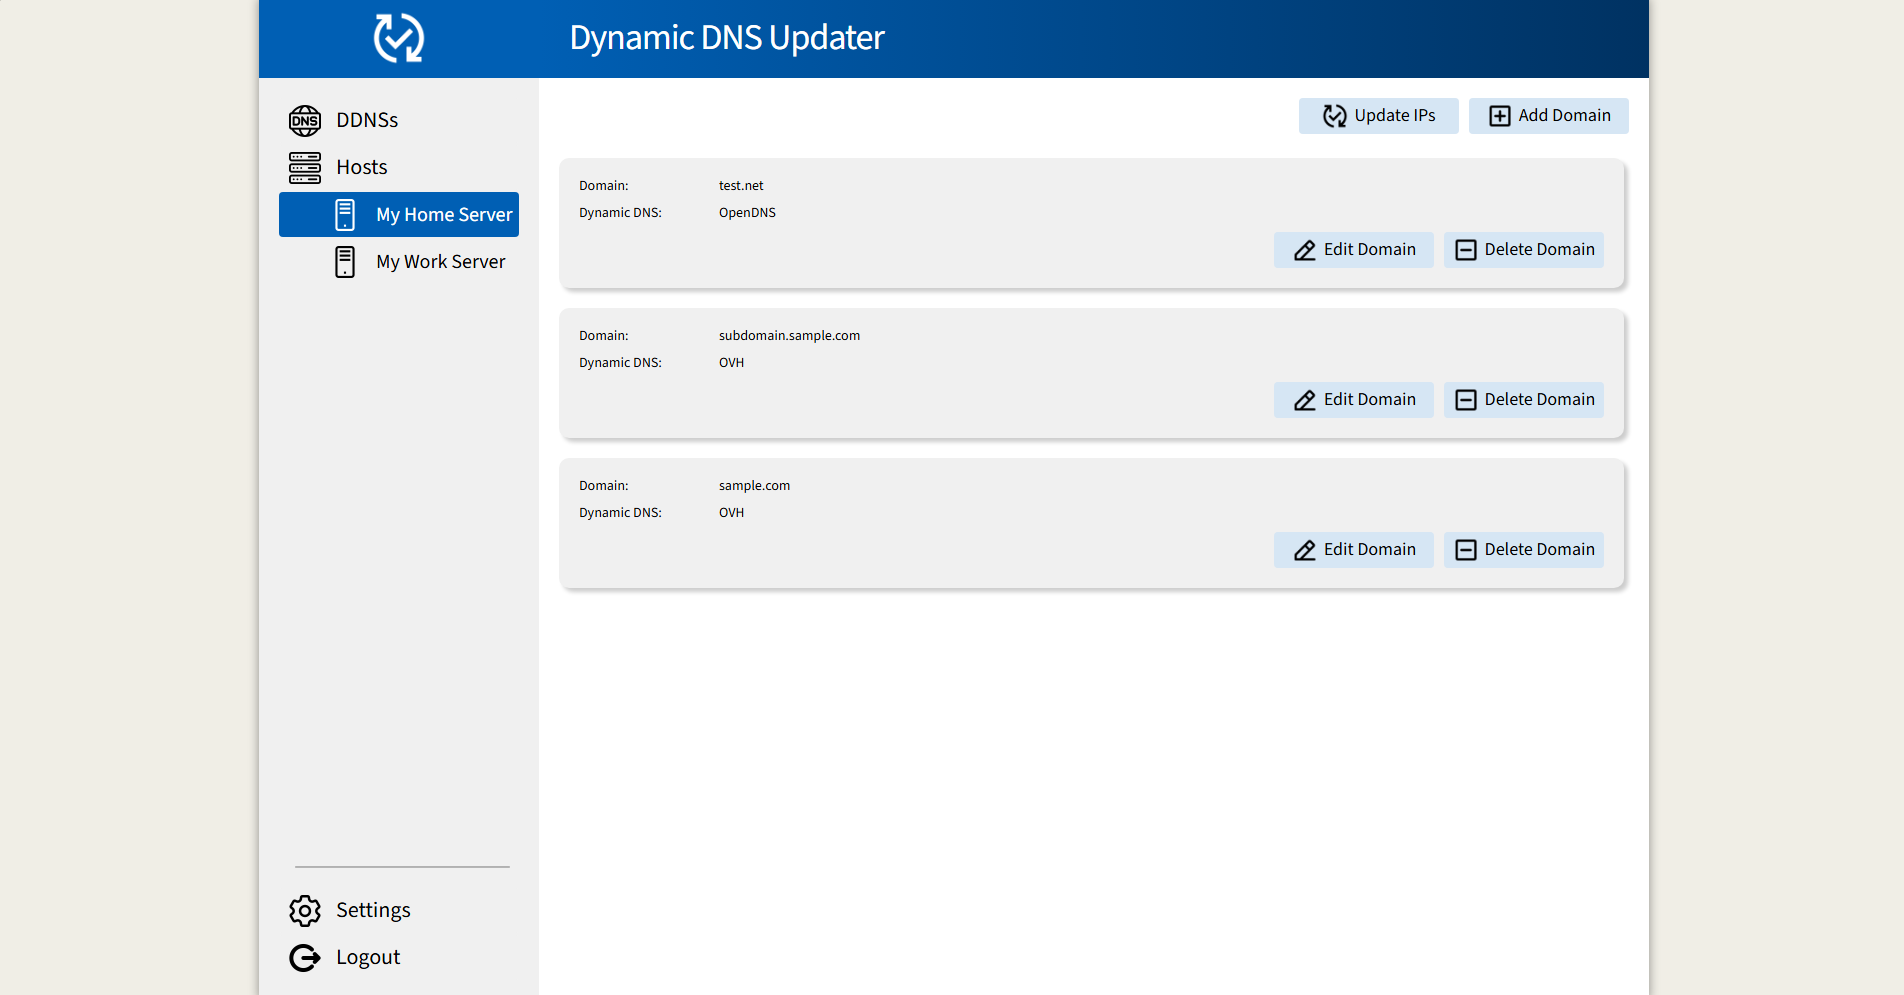 Dynamic DNS Updater
DNS DDNSs
Hosts
My Home Server
My Work Server
Settings
Logout
Update IPs Add Domain
Domain: test.net
Dynamic DNS: OpenDNS
Edit Domain Delete Domain
Domain: subdomain.sample.com
Dynamic DNS: OVH
Edit Domain Delete Domain
Domain: sample.com
Dynamic DNS: OVH
Edit Domain Delete Domain